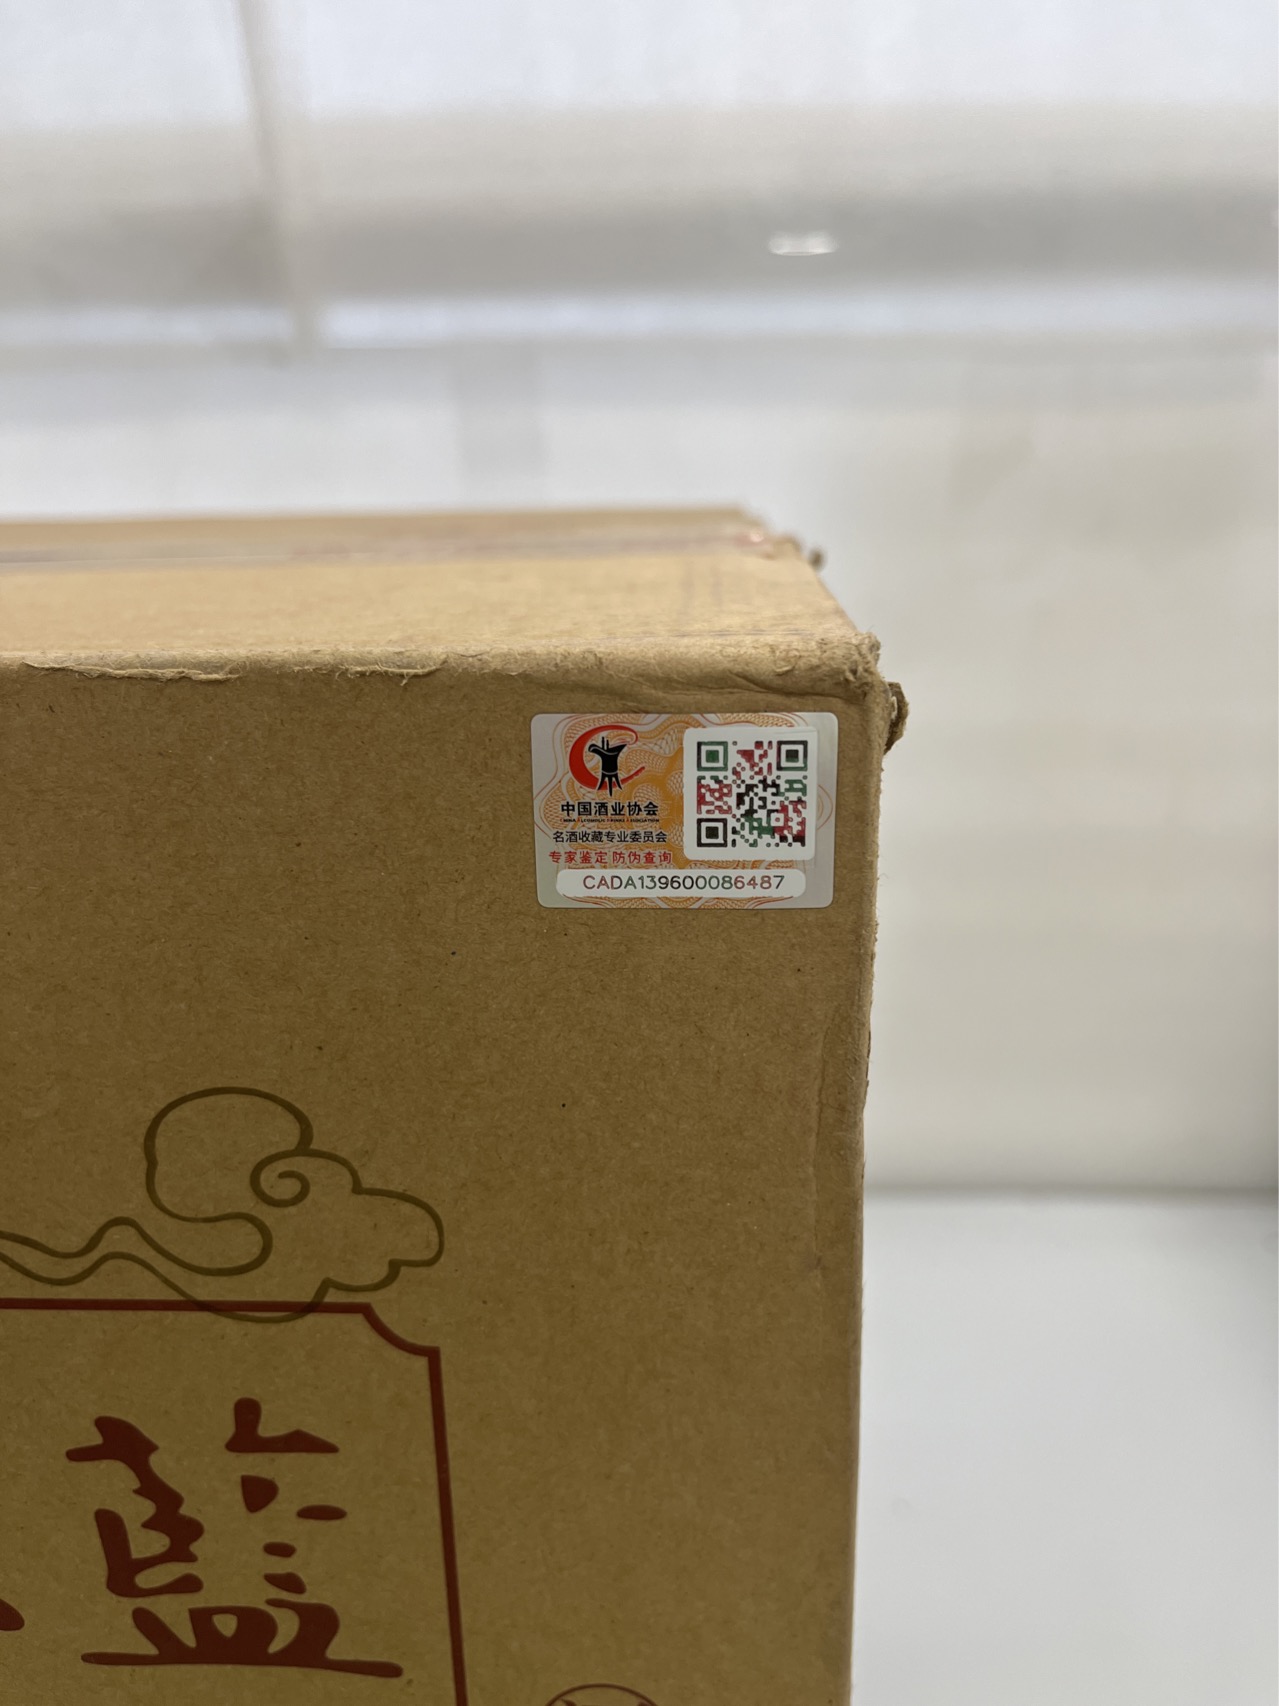 中国酒业协会
名酒收藏专业委员会
专家鉴定 防伪查询
CADA139600086487
蓝